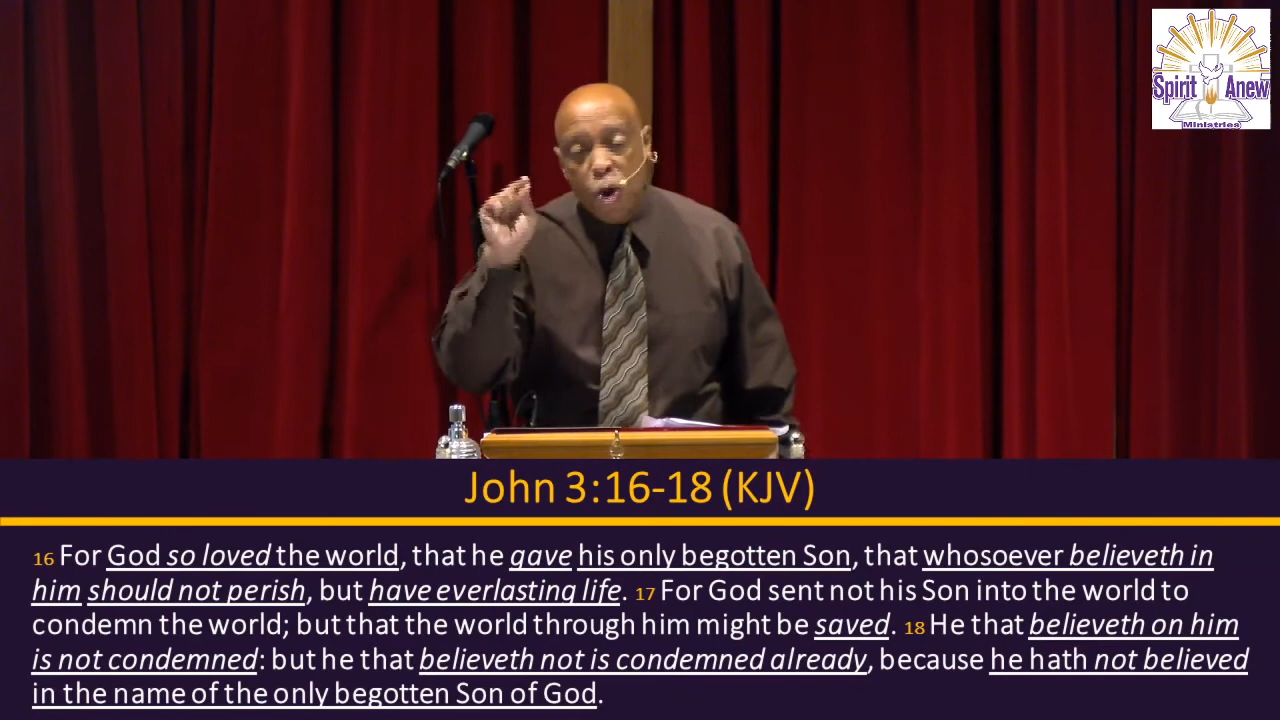 Spirit Anew
Ministries
John 3:16-18 (KJV)
16 For God so loved the world, that he gave his only begotten Son, that whosoever believeth in
him should not perish, but have everlasting life. 17 For God sent not his Son into the world to
condemn the world; but that the world through him might be saved. 18 He that believeth on him
is not condemned: but he that believeth not is condemned already, because he hath not believed
in the name of the only begotten Son of God.